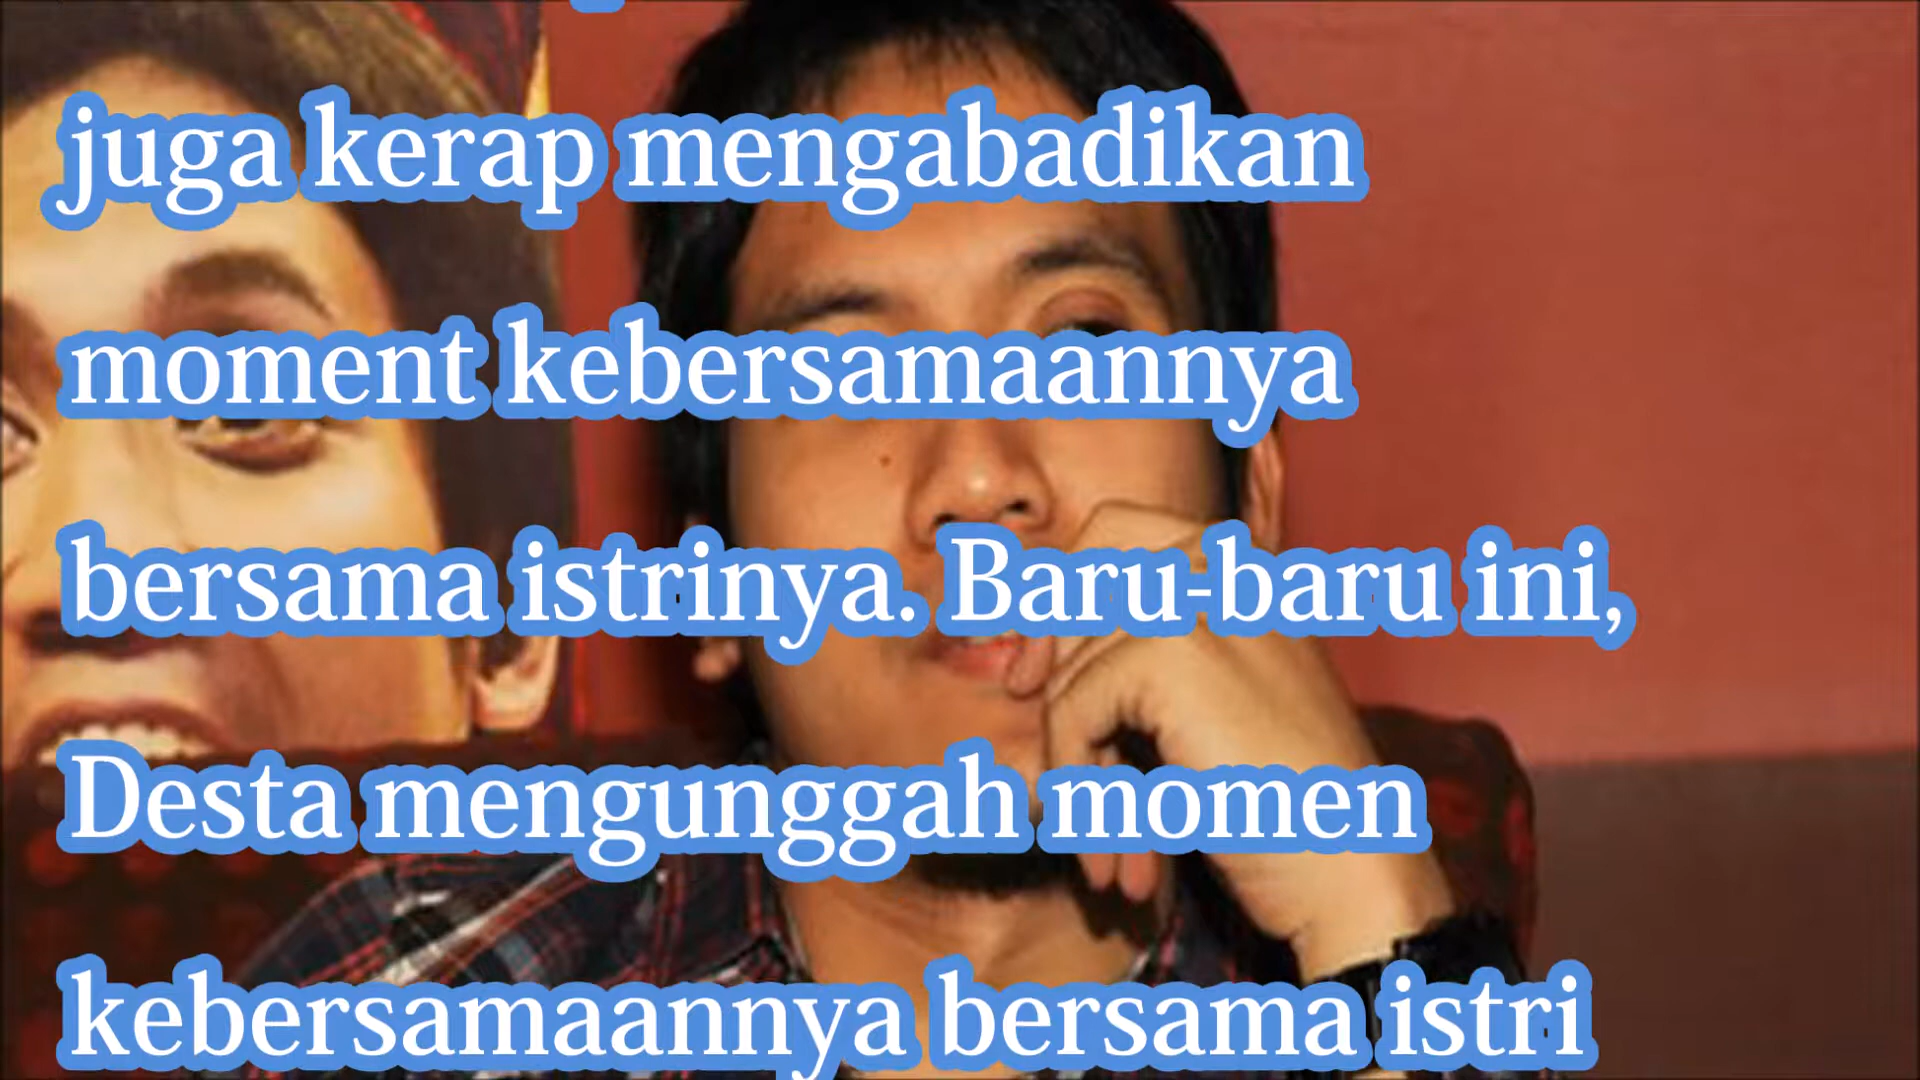 juga kerap mengabadikan
moment kebersamaannya
bersama istrinya. Baru-baru ini,
Desta mengunggah momen
kebersamaannya bersama istri